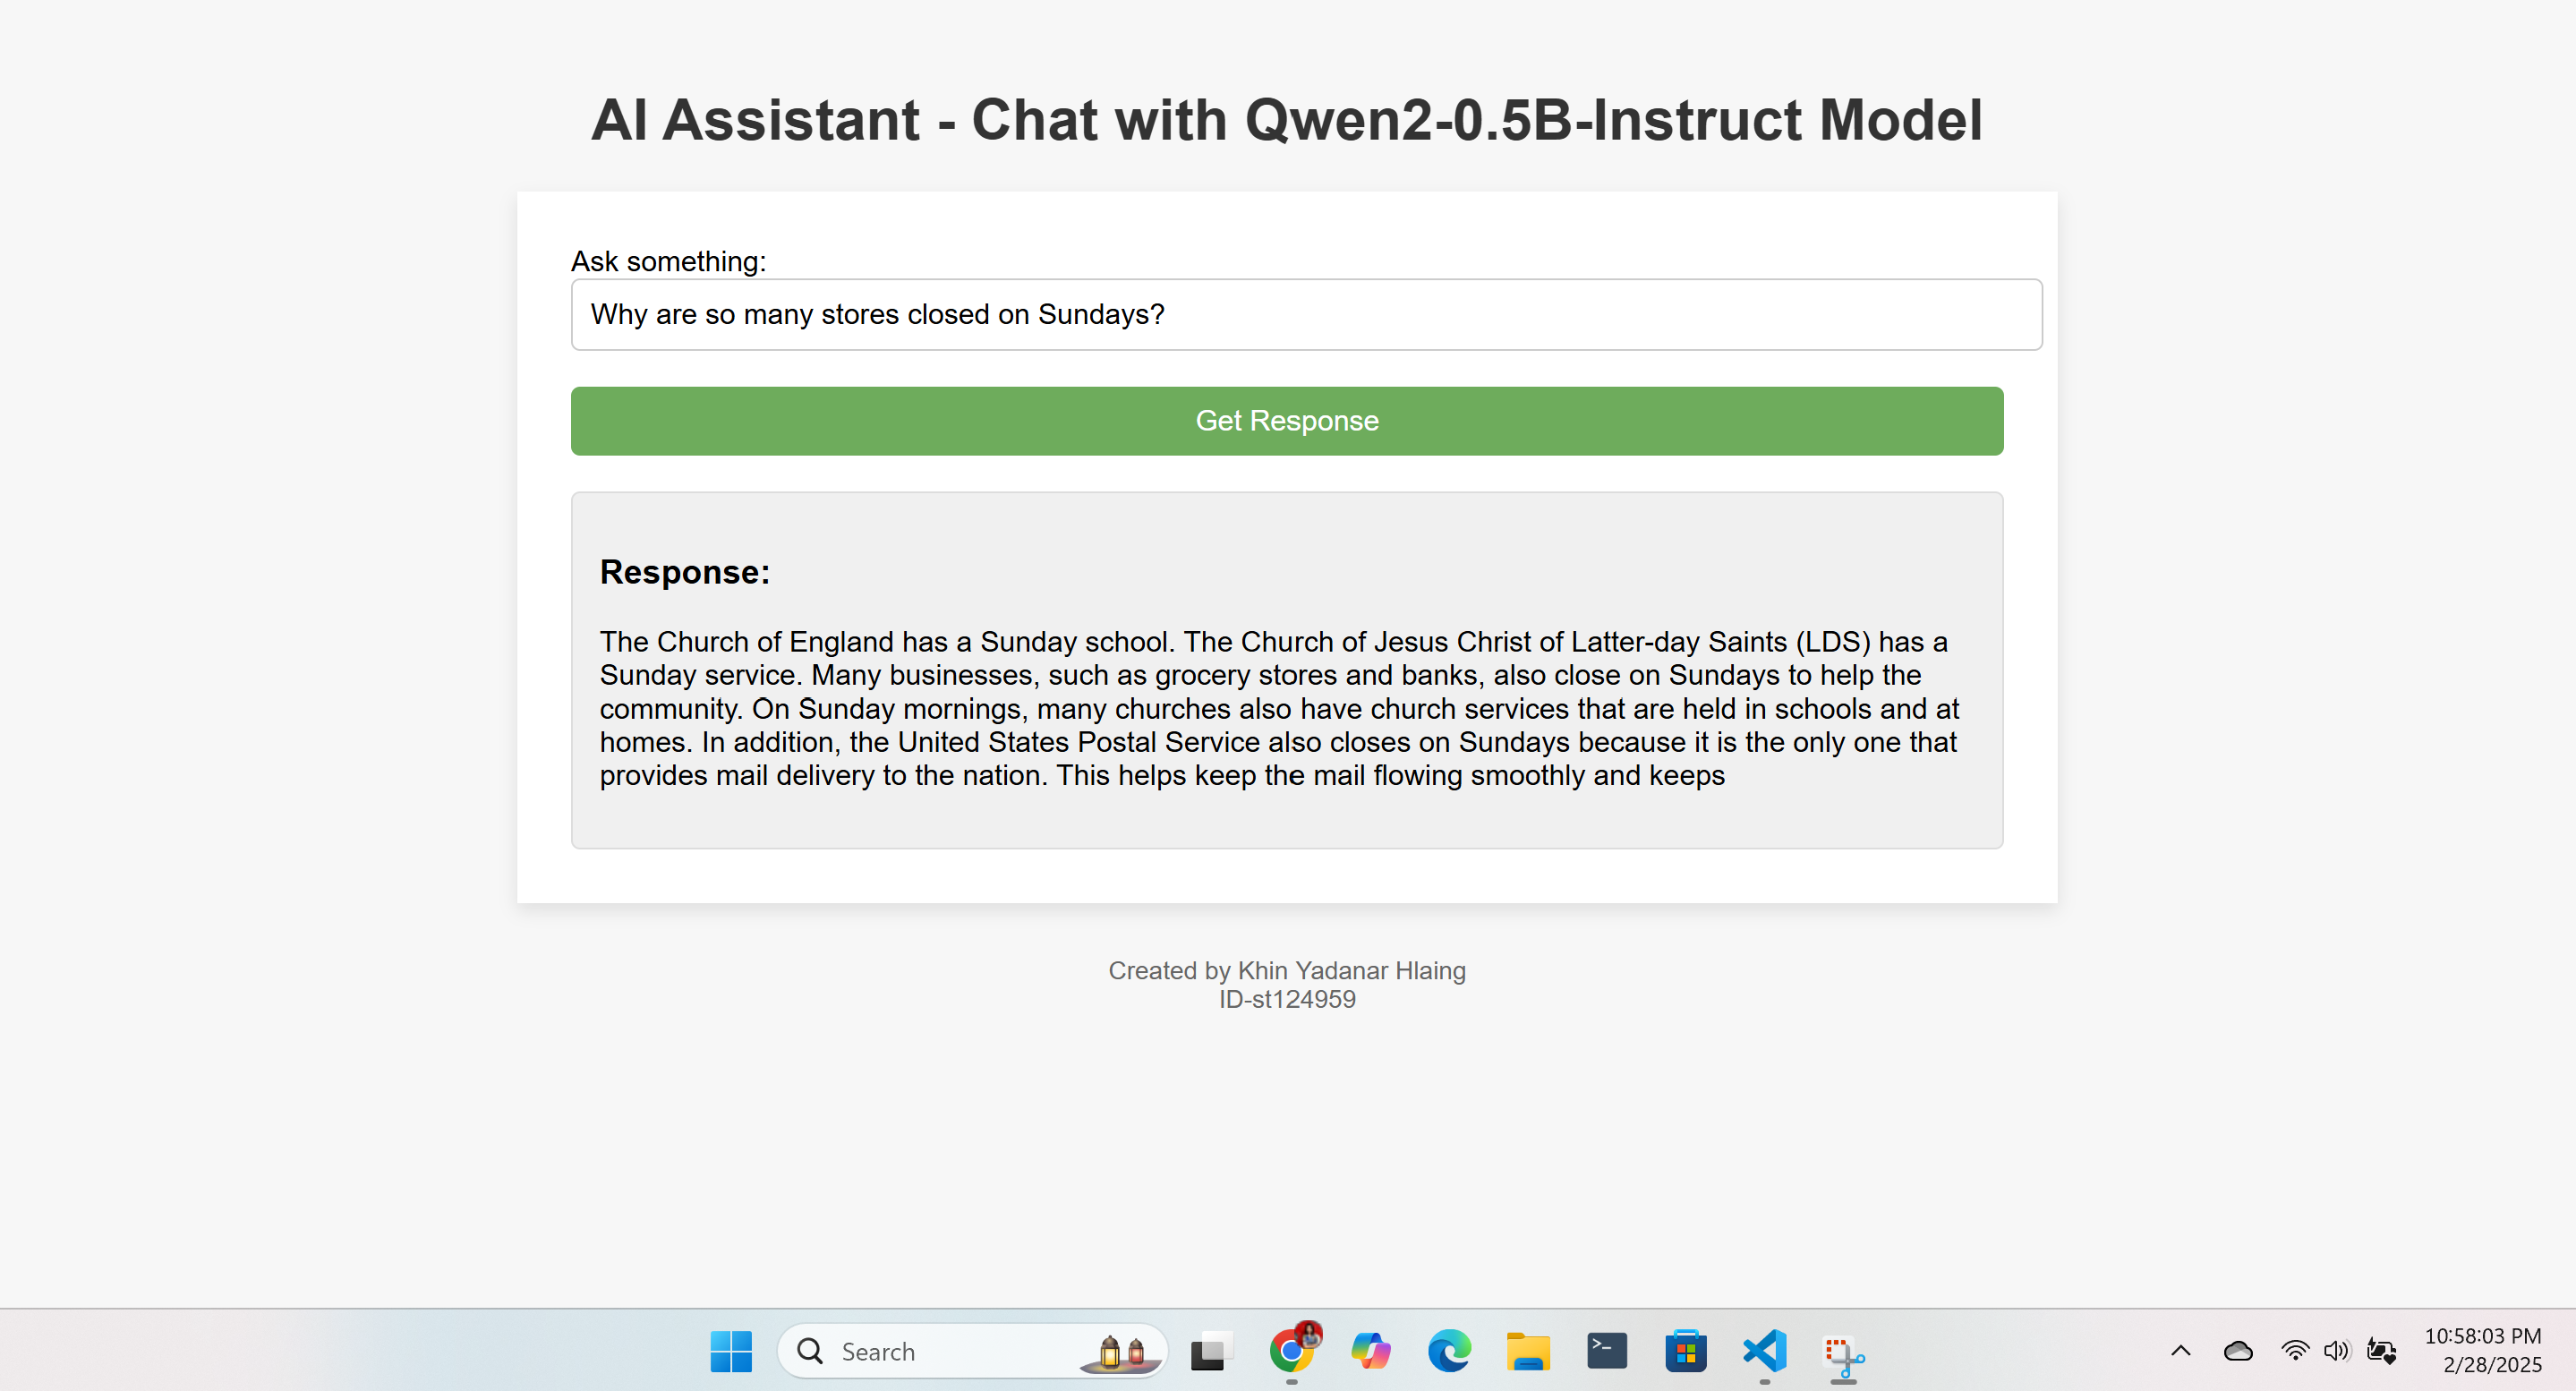 AI Assistant - Chat with Qwen2-0.5B-Instruct Model
Ask something:
Why are so many stores closed on Sundays?
Get Response
Response:
The Church of England has a Sunday school. The Church of Jesus Christ of Latter-day Saints (LDS) has a
Sunday service. Many businesses, such as grocery stores and banks, also close on Sundays to help the
community. On Sunday mornings, many churches also have church services that are held in schools and at
homes. In addition, the United States Postal Service also closes on Sundays because it is the only one that
provides mail delivery to the nation. This helps keep the mail flowing smoothly and keeps
Created by Khin Yadanar Hlaing
ID-st124959
Search
10:58:03 PM
2/28/2025